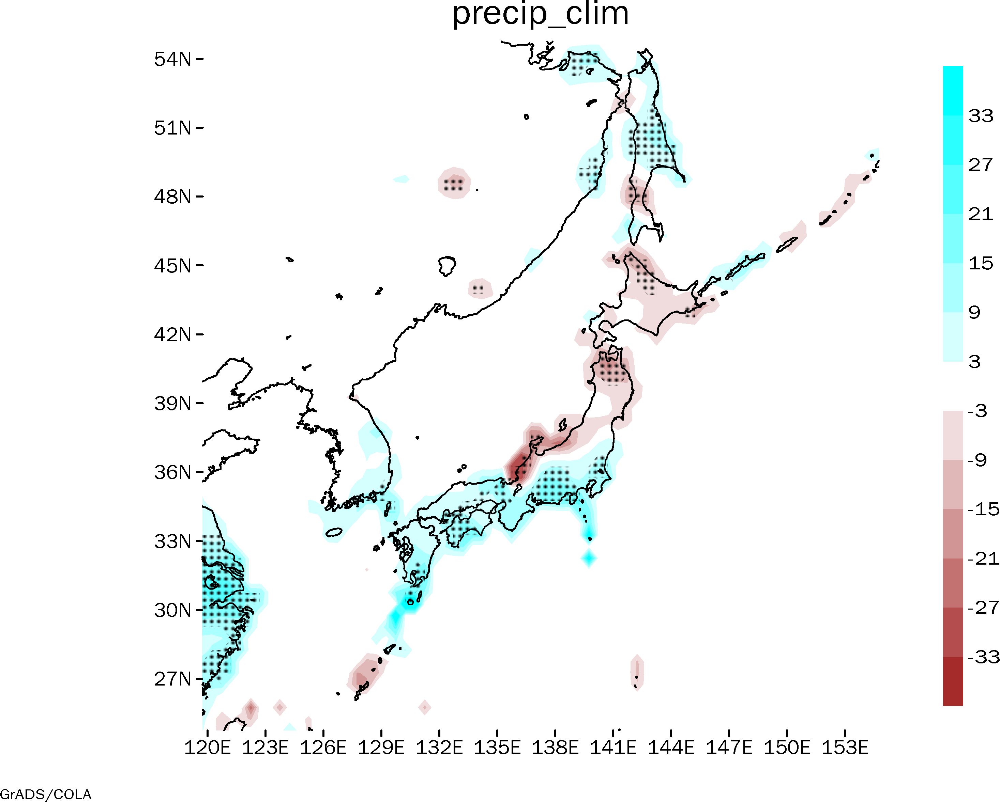 precip_clim
54N
51N
48N
45N
42N
39N
36N
33N
30N
27N
120E 123E 126E 129E 132E 135E 138E 141E 144E 147E 150E 153E
33
27
21
15
9
3
-3
-9
-15
-21
-27
-33
GrADS/COLA